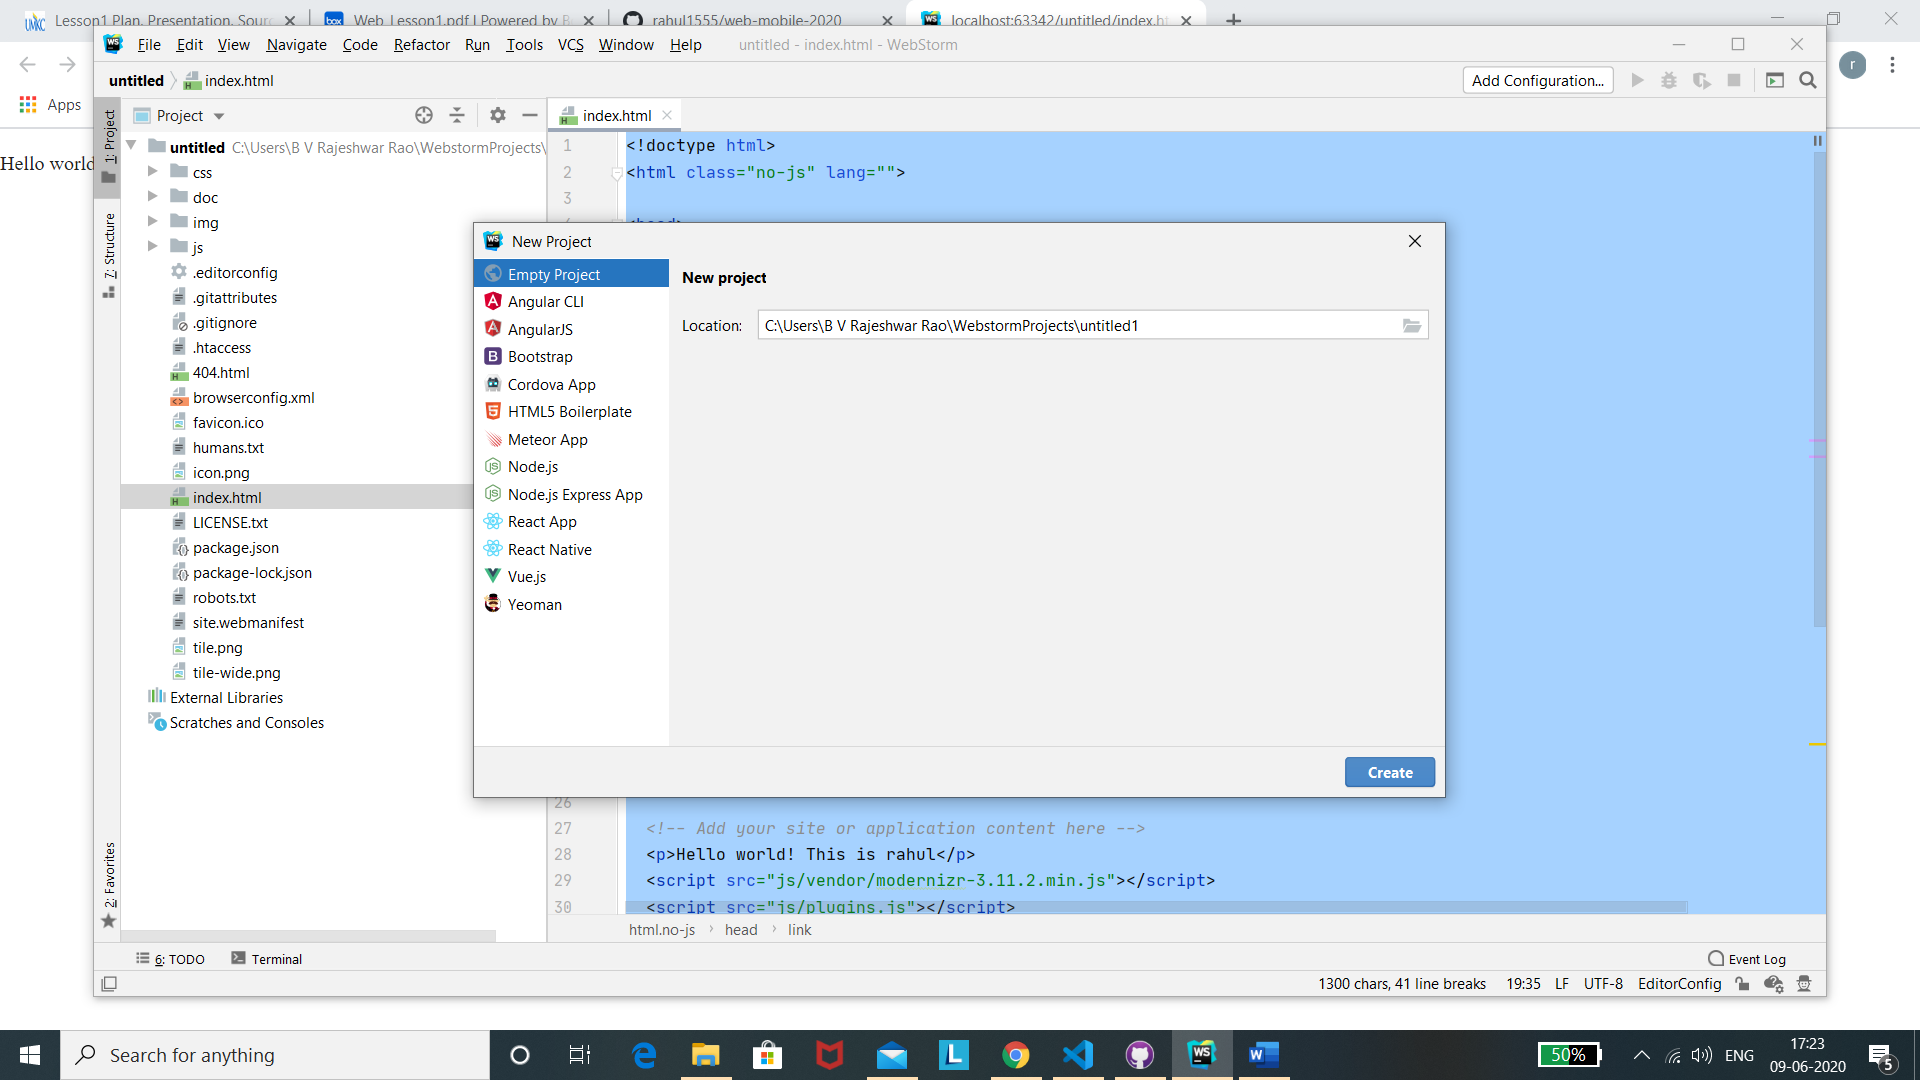 Lesson1 Plan, Presentation, Sour
Web_Lesson1.pdf | Powered by B
rahul1555/web-mobile-2020
localhost:63342/untitled/index.ht
File Edit View Navigate Code Refactor Run Tools VCS Window Help
untitled - index.html - WebStorm
r
untitled
index.html
Add Configuration...
Apps
Hello world
1: Project
7: Structure
2: Favorites
Project
untitled C:\Users\B V Rajeshwar Rao\WebstormProjects\
css
doc
img
js
.editorconfig
.gitattributes
.gitignore
.htaccess
404.html
browserconfig.xml
favicon.ico
humans.txt
icon.png
index.html
LICENSE.txt
package.json
package-lock.json
robots.txt
site.webmanifest
tile.png
tile-wide.png
External Libraries
Scratches and Consoles
index.html
1 <!doctype html>
2 <html class="no-js" lang="">
3
New Project
Empty Project
Angular CLI
AngularJS
Bootstrap
Cordova App
HTML5 Boilerplate
Meteor App
Node.js
Node.js Express App
React App
React Native
Vue.js
Yeoman
New project
Location: C:\Users\B V Rajeshwar Rao\WebstormProjects\untitled1
Create
26
27 <!-- Add your site or application content here -->
28 <p>Hello world! This is rahul</p>
29 <script src="js/vendor/modernizr-3.11.2.min.js"></script>
30 <script src="js/plugins.js"></script>
html.no-js › head › link
6: TODO
Terminal
Event Log
1300 chars, 41 line breaks 19:35 LF UTF-8 EditorConfig
Search for anything
50%
ENG
17:23
09-06-2020
5